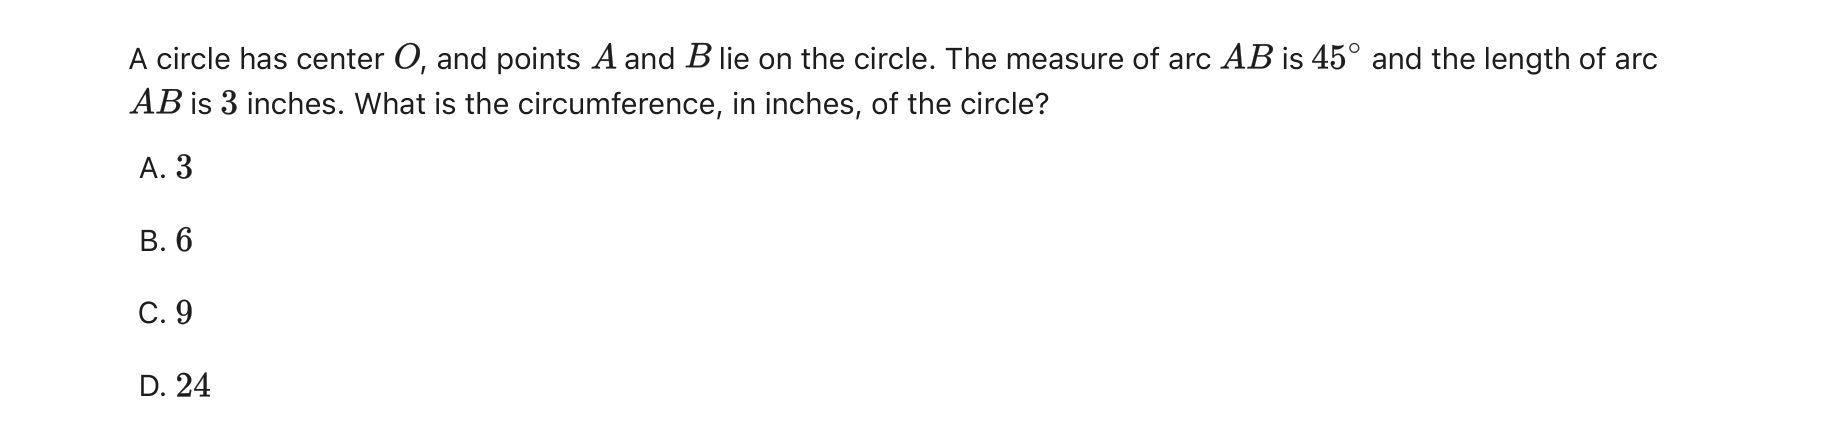 A circle has center O, and points A and B lie on the circle. The measure of arc AB is 45° and the length of arc
AB is 3 inches. What is the circumference, in inches, of the circle?
A. 3
B. 6
C. 9
D. 24